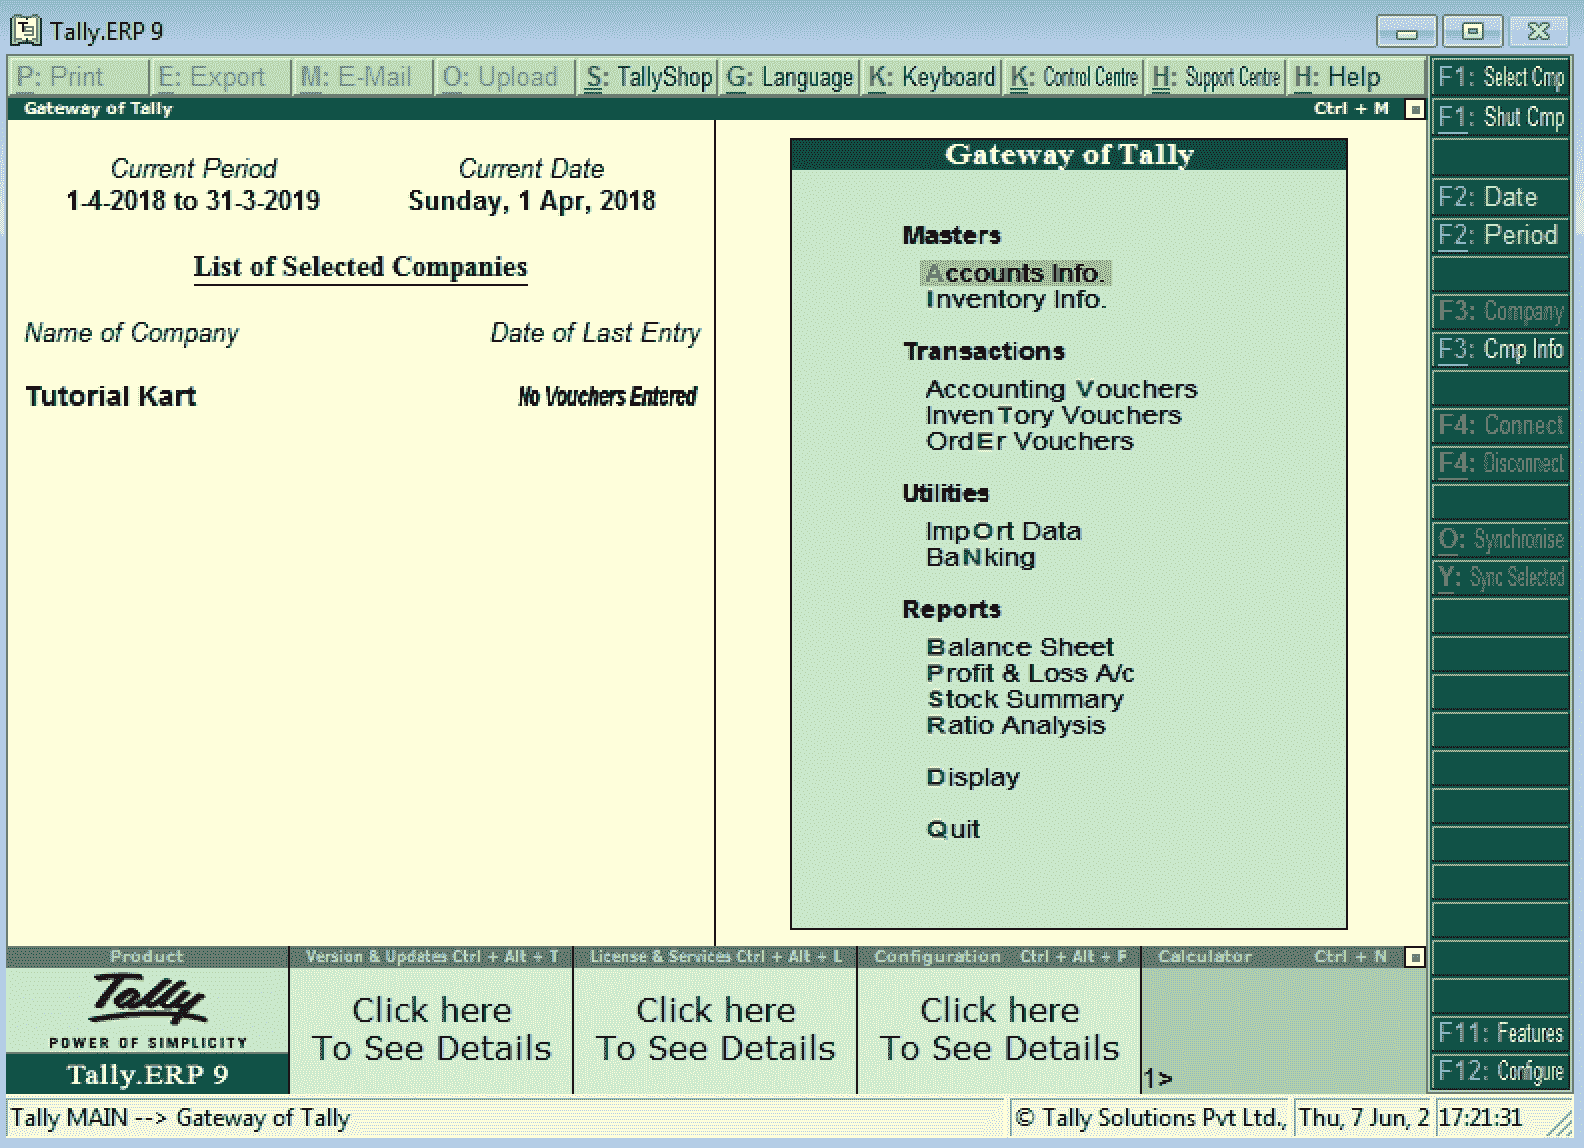 Tally.ERP 9
P: Print E: Export M: E-Mail O: Upload S: TallyShop G: Language K: Keyboard K: Control Centre H: Support Centre H: Help
Gateway of Tally Ctrl + M
Current Period Current Date
1-4-2018 to 31-3-2019 Sunday, 1 Apr, 2018
List of Selected Companies
Name of Company Date of Last Entry
Tutorial Kart No Vouchers Entered
Gateway of Tally
Masters
Accounts Info.
Inventory Info.
Transactions
Accounting Vouchers
InvenTory Vouchers
OrdEr Vouchers
Utilities
ImpOrt Data
BaNking
Reports
Balance Sheet
Profit & Loss A/c
Stock Summary
Ratio Analysis
Display
Quit
F1: Select Cmp
F1: Shut Cmp
F2: Date
F2: Period
F3: Company
F3: Cmp Info
F4: Connect
F4: Disconnect
O: Synchronise
Y: Sync Selected
F11: Features
F12: Configure
Product
Tally
POWER OF SIMPLICITY
Tally.ERP 9
Version & Updates Ctrl + Alt + T
Click here
To See Details
License & Services Ctrl + Alt + L
Click here
To See Details
Configuration Ctrl + Alt + F
Click here
To See Details
Calculator Ctrl + N
1>
Tally MAIN --> Gateway of Tally © Tally Solutions Pvt Ltd., Thu, 7 Jun, 2 17:21:31